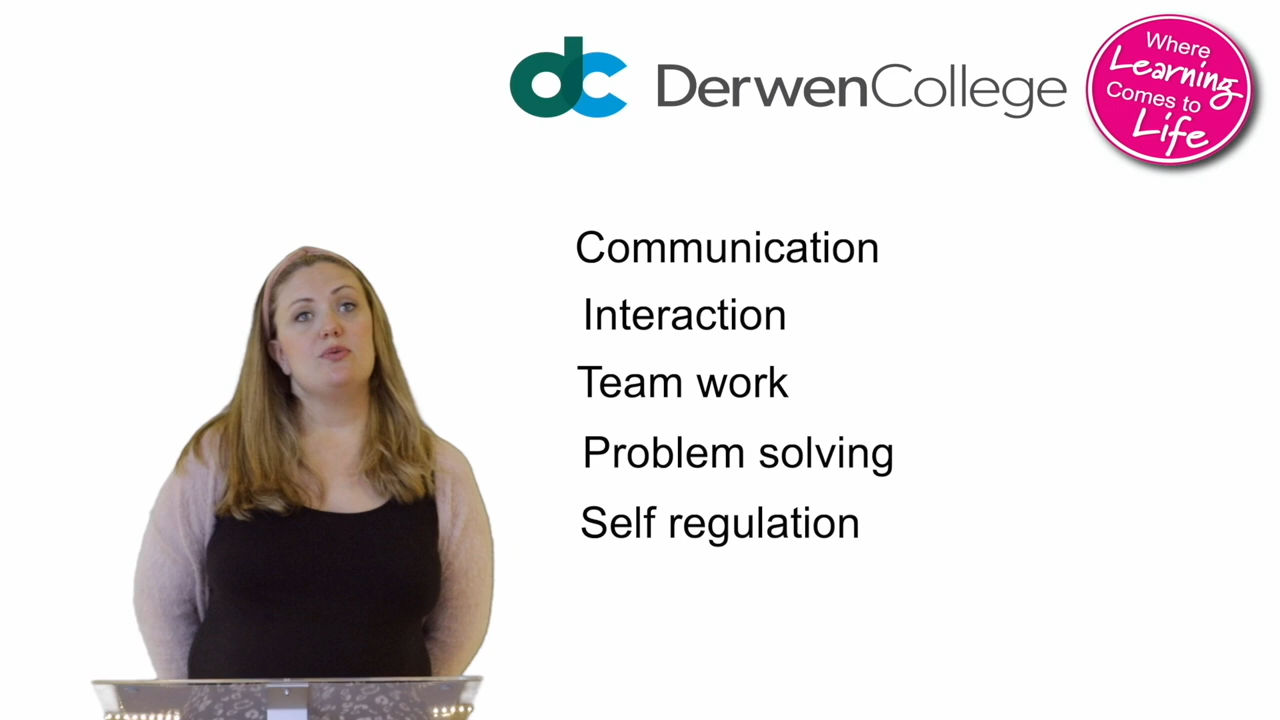 dc DerwenCollege
Where
Learning
Comes to
Life
Communication
Interaction
Team work
Problem solving
Self regulation